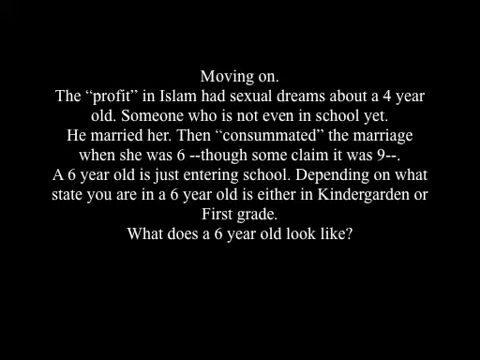 Moving on.
The “profit” in Islam had sexual dreams about a 4 year
old. Someone who is not even in school yet.
He married her. Then “consummated” the marriage
when she was 6 --though some claim it was 9--.
A 6 year old is just entering school. Depending on what
state you are in a 6 year old is either in Kindergarden or
First grade.
What does a 6 year old look like?